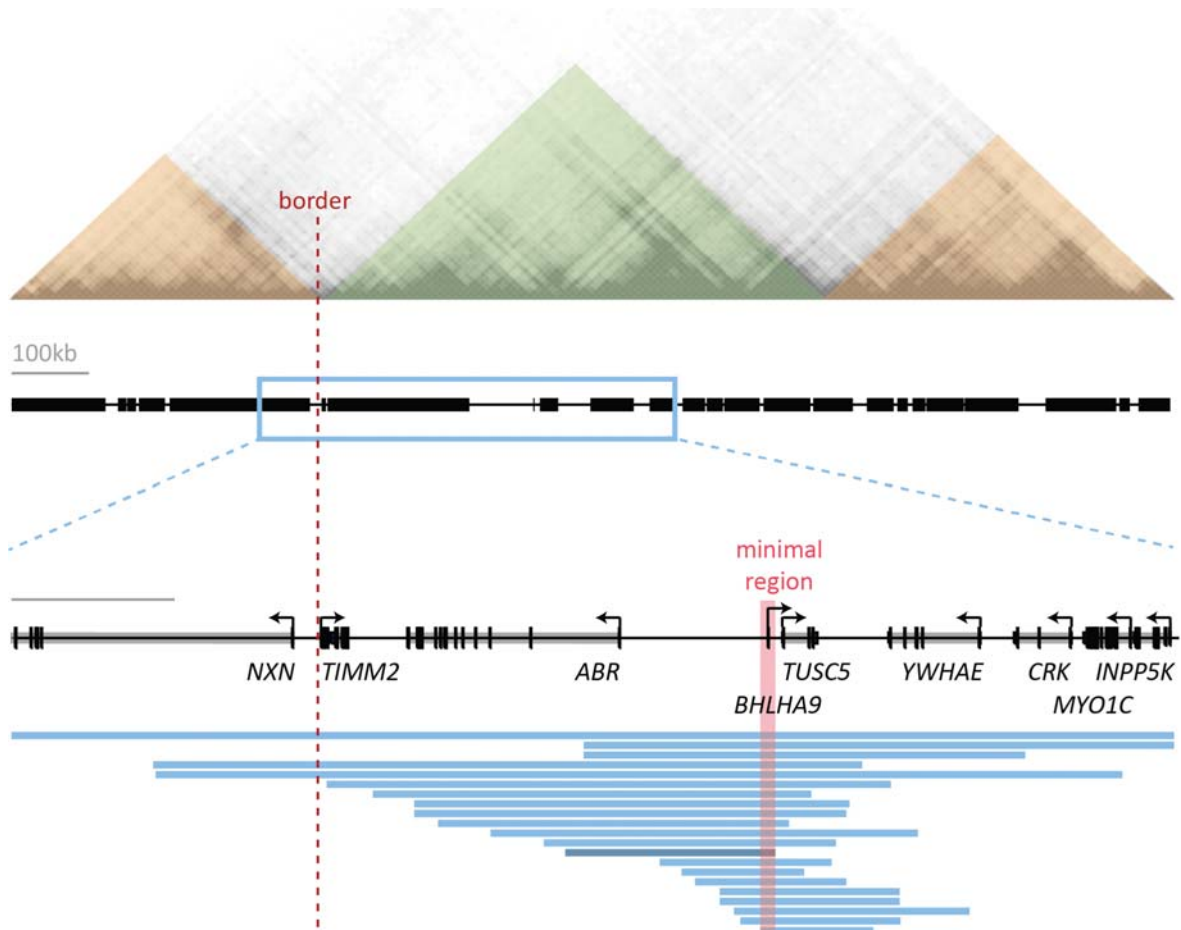 border
100kb
minimal
region
NXN TIMM2 ABR TUSC5 YWHAE CRK INPP5K
BHLHA9 MYO1C